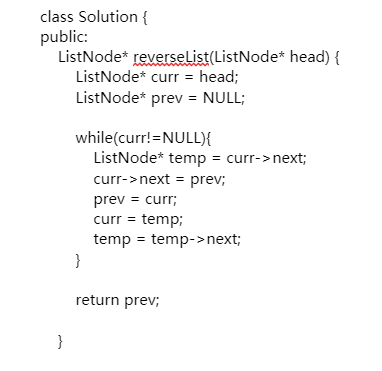 class Solution {
public:
ListNode* reverseList(ListNode* head) {
ListNode* curr = head;
ListNode* prev = NULL;
while(curr!=NULL){
ListNode* temp = curr->next;
curr->next = prev;
prev = curr;
curr = temp;
temp = temp->next;
}
return prev;
}